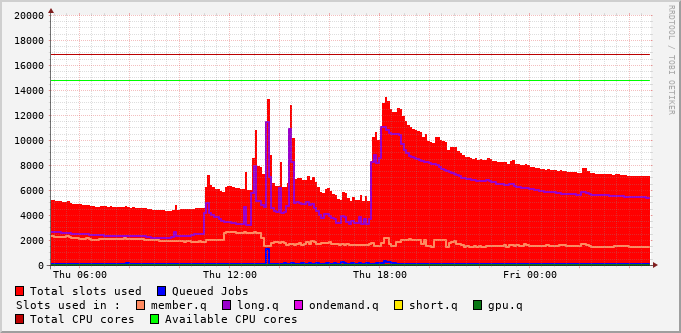 20000
18000
16000
14000
12000
10000
8000
6000
4000
2000
0
Thu 06:00 Thu 12:00 Thu 18:00 Fri 00:00
RRDTOOL / TOBI OETIKER
Total slots used Queued Jobs
Slots used in : member.q long.q ondemand.q short.q gpu.q
Total CPU cores Available CPU cores